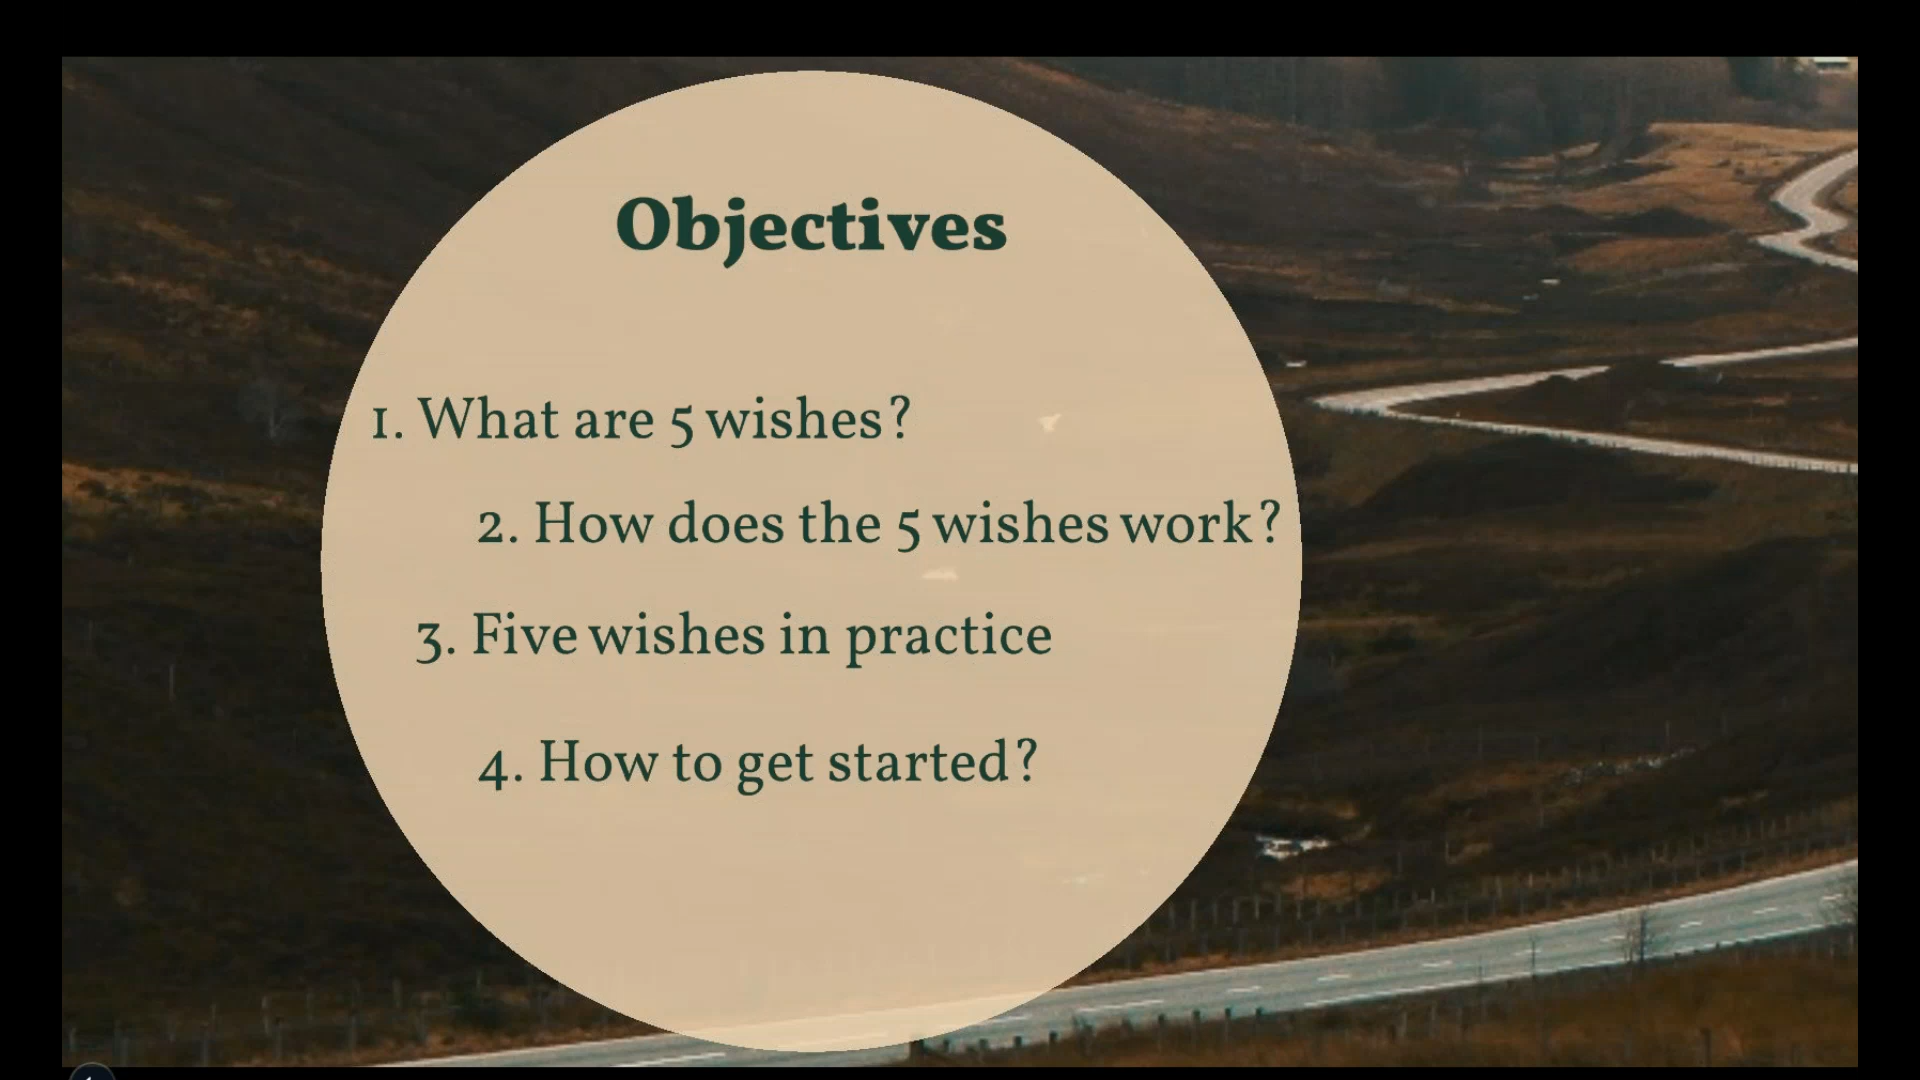 Objectives
1. What are 5 wishes?
2. How does the 5 wishes work?
3. Five wishes in practice
4. How to get started?